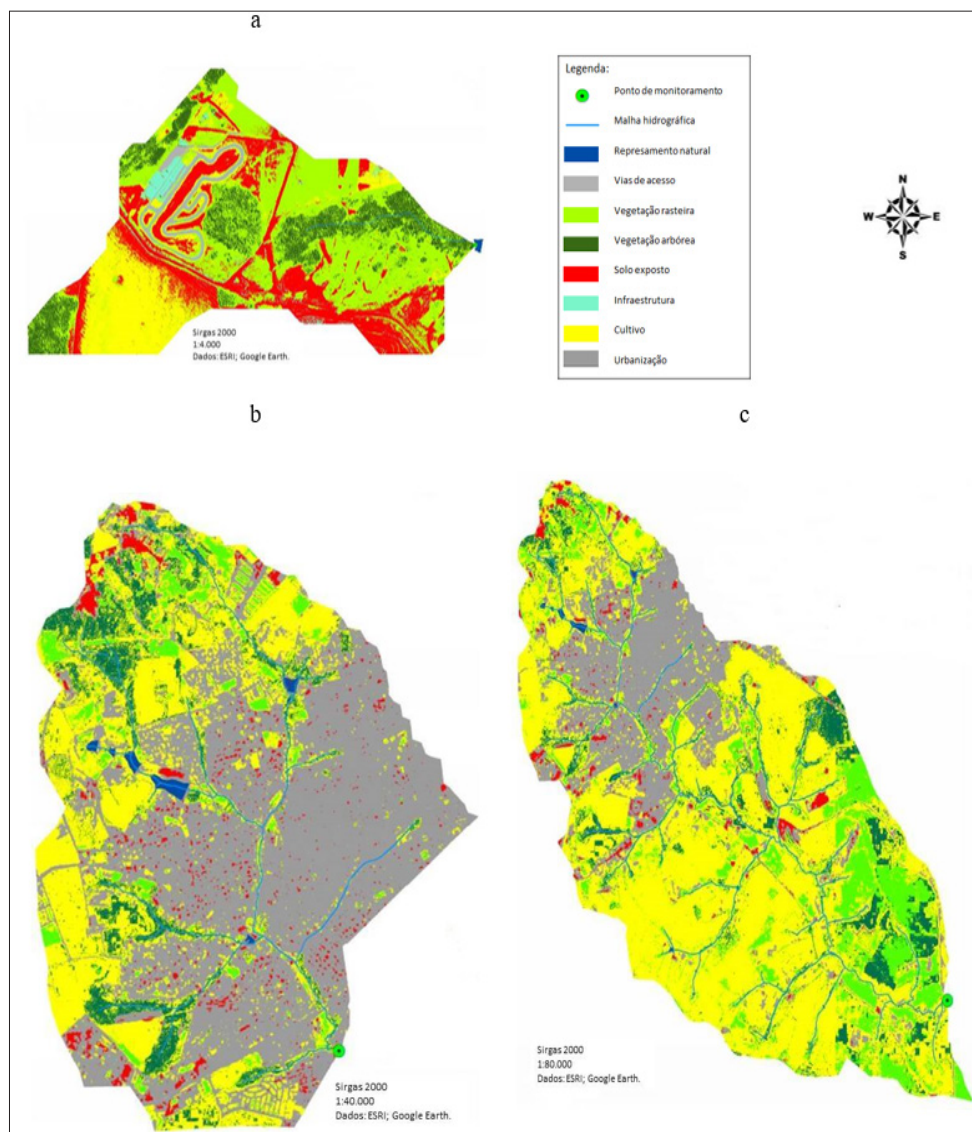 a
Legenda:
Ponto de monitoramento
Malha hidrográfica
Represamento natural
Vias de acesso
Vegetação rasteira
Vegetação arbórea
Solo exposto
Infraestrutura
Cultivo
Urbanização
N
W E
S
Sirgas 2000
1:4.000
Dados: ESRI; Google Earth.
b
c
Sirgas 2000
1:40.000
Dados: ESRI; Google Earth.
Sirgas 2000
1:80.000
Dados: ESRI; Google Earth.